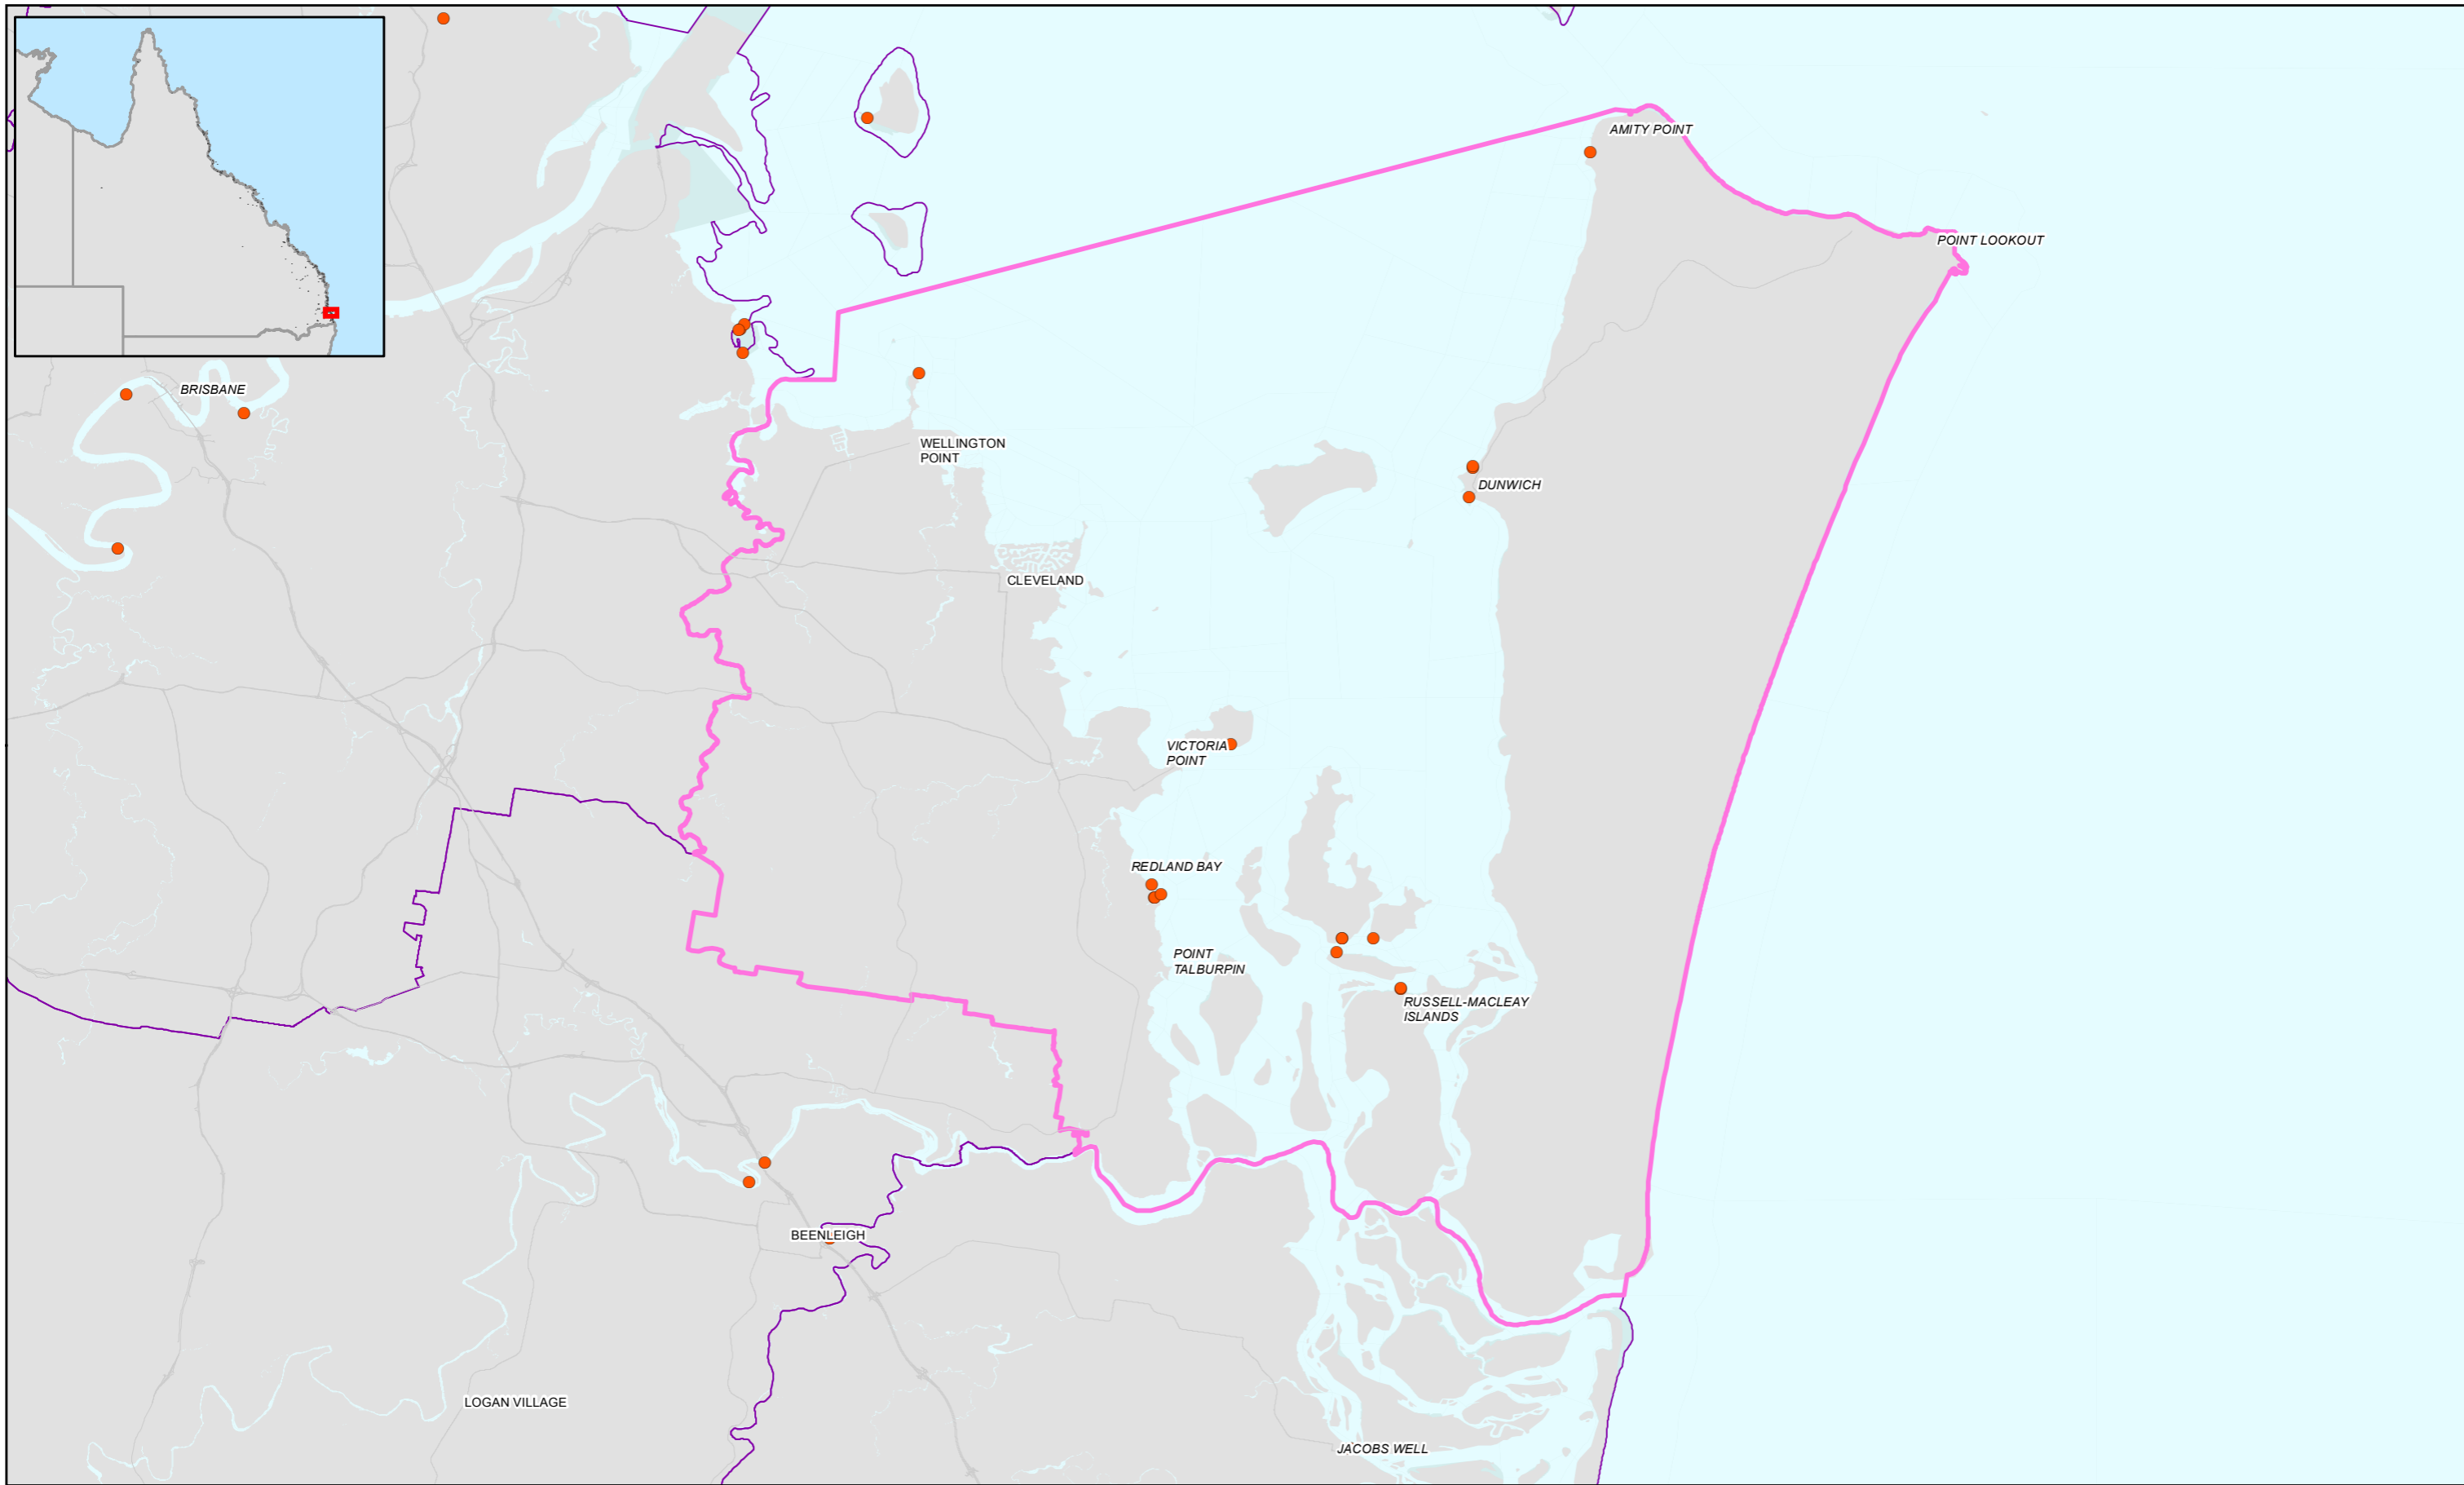 AMITY POINT
POINT LOOKOUT
BRISBANE
WELLINGTON
POINT
DUNWICH
CLEVELAND
VICTORIA
POINT
REDLAND BAY
POINT
TALBURPIN
RUSSELL-MACLEAY
ISLANDS
BEENLEIGH
LOGAN VILLAGE
JACOBS WELL